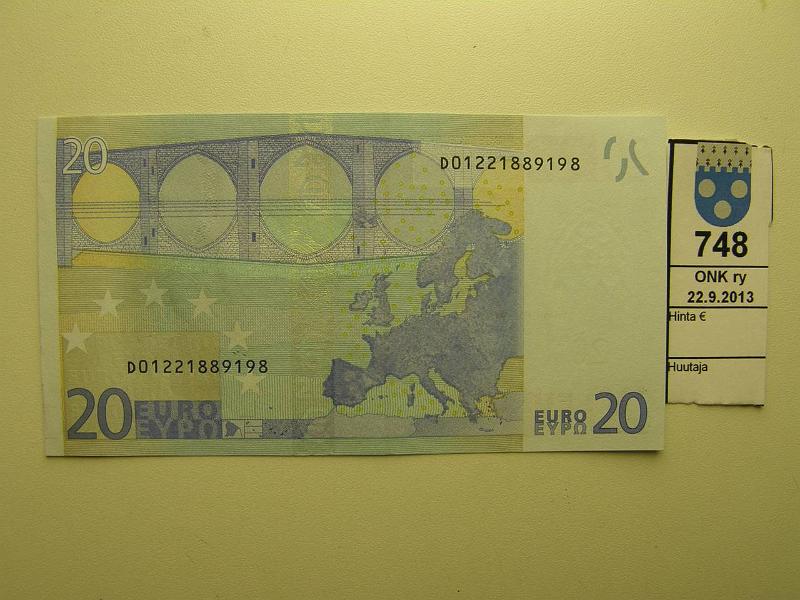 20
D01221889198
D01221889198
20 EURO
ΕΥΡΩ
EURO 20
ΕΥΡΩ
748
ONK ry
22.9.2013
Hinta €
Huutaja